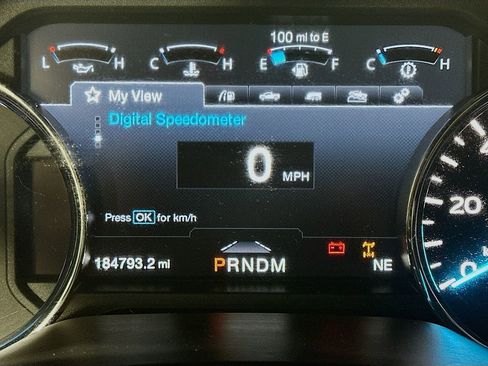 100 mi to E
L H C H E F C H
My View
Digital Speedometer
0 MPH
Press OK for km/h
184793.2 mi PRNDM NE
20
0